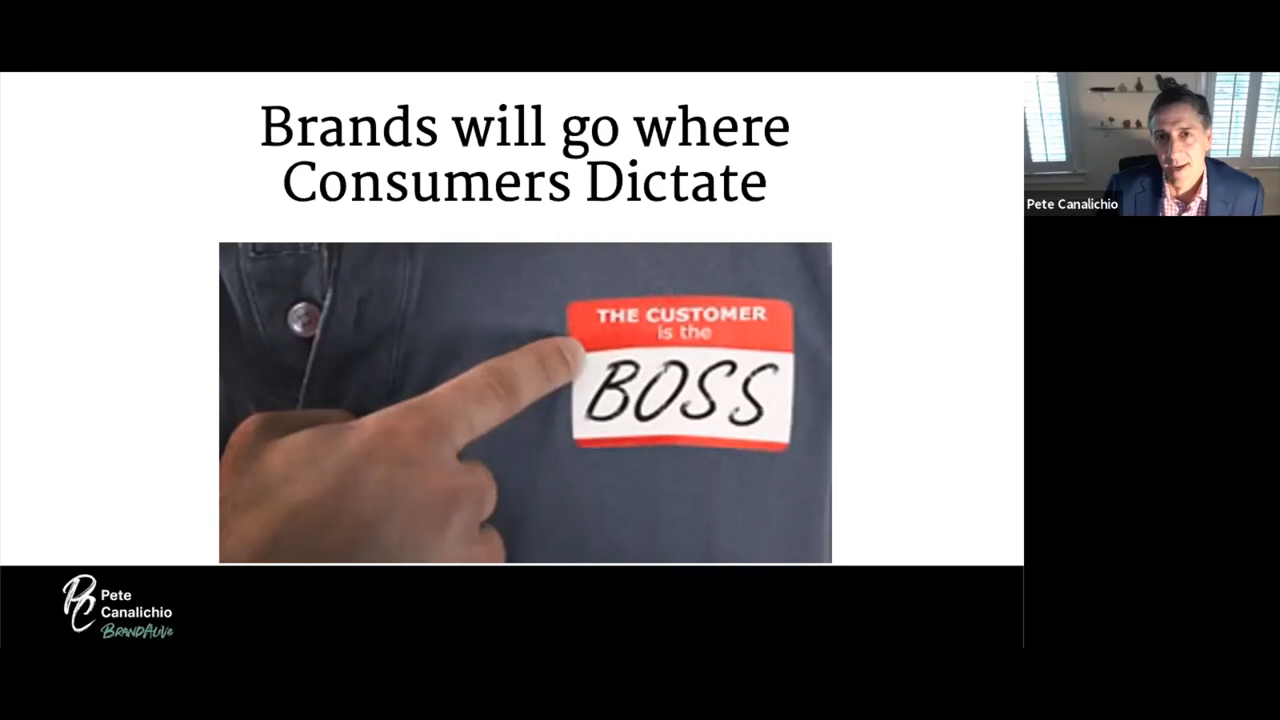 Brands will go where
Consumers Dictate
THE CUSTOMER
is the
BOSS
Pete Canalichio
Pete
Canalichio
BRANDALIVE